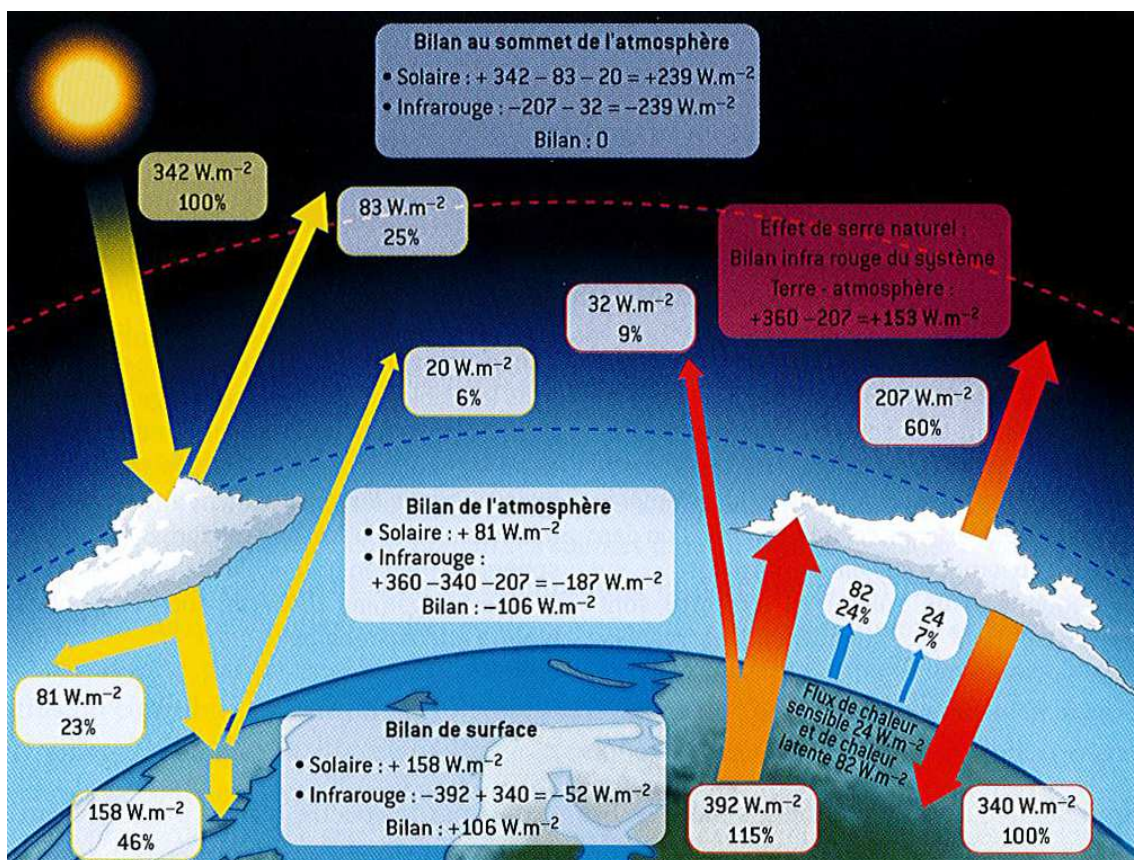 Bilan au sommet de l'atmosphère
• Solaire : + 342 – 83 – 20 = +239 W.m⁻²
• Infrarouge : –207 – 32 = –239 W.m⁻²
Bilan : 0
342 W.m⁻²
100%
83 W.m⁻²
25%
Effet de serre naturel :
Bilan infra rouge du système
Terre - atmosphère :
+360 –207 =+153 W.m⁻²
32 W.m⁻²
9%
20 W.m⁻²
6%
207 W.m⁻²
60%
Bilan de l'atmosphère
• Solaire : + 81 W.m⁻²
• Infrarouge :
+360 –340 –207 = –187 W.m⁻²
Bilan : –106 W.m⁻²
82
24%
24
7%
81 W.m⁻²
23%
Flux de chaleur
sensible 24 W.m⁻²
et de chaleur
latente 82 W.m⁻²
Bilan de surface
• Solaire : + 158 W.m⁻²
• Infrarouge : –392 + 340 = –52 W.m⁻²
Bilan : +106 W.m⁻²
158 W.m⁻²
46%
392 W.m⁻²
115%
340 W.m⁻²
100%